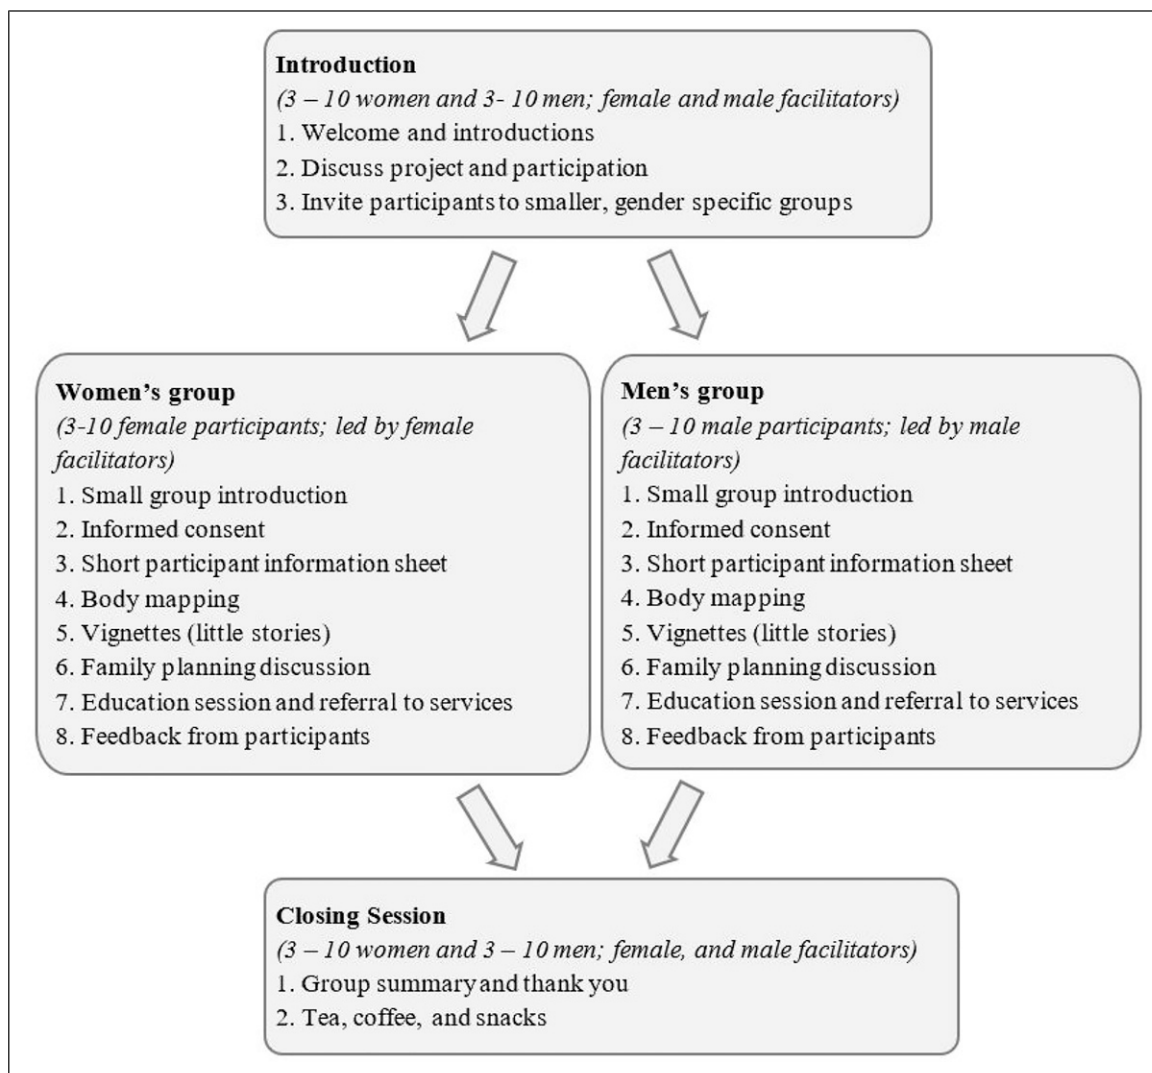 Introduction
(3 – 10 women and 3- 10 men; female and male facilitators)
1. Welcome and introductions
2. Discuss project and participation
3. Invite participants to smaller, gender specific groups
Women’s group
(3-10 female participants; led by female
facilitators)
1. Small group introduction
2. Informed consent
3. Short participant information sheet
4. Body mapping
5. Vignettes (little stories)
6. Family planning discussion
7. Education session and referral to services
8. Feedback from participants
Men’s group
(3 – 10 male participants; led by male
facilitators)
1. Small group introduction
2. Informed consent
3. Short participant information sheet
4. Body mapping
5. Vignettes (little stories)
6. Family planning discussion
7. Education session and referral to services
8. Feedback from participants
Closing Session
(3 – 10 women and 3 – 10 men; female, and male facilitators)
1. Group summary and thank you
2. Tea, coffee, and snacks